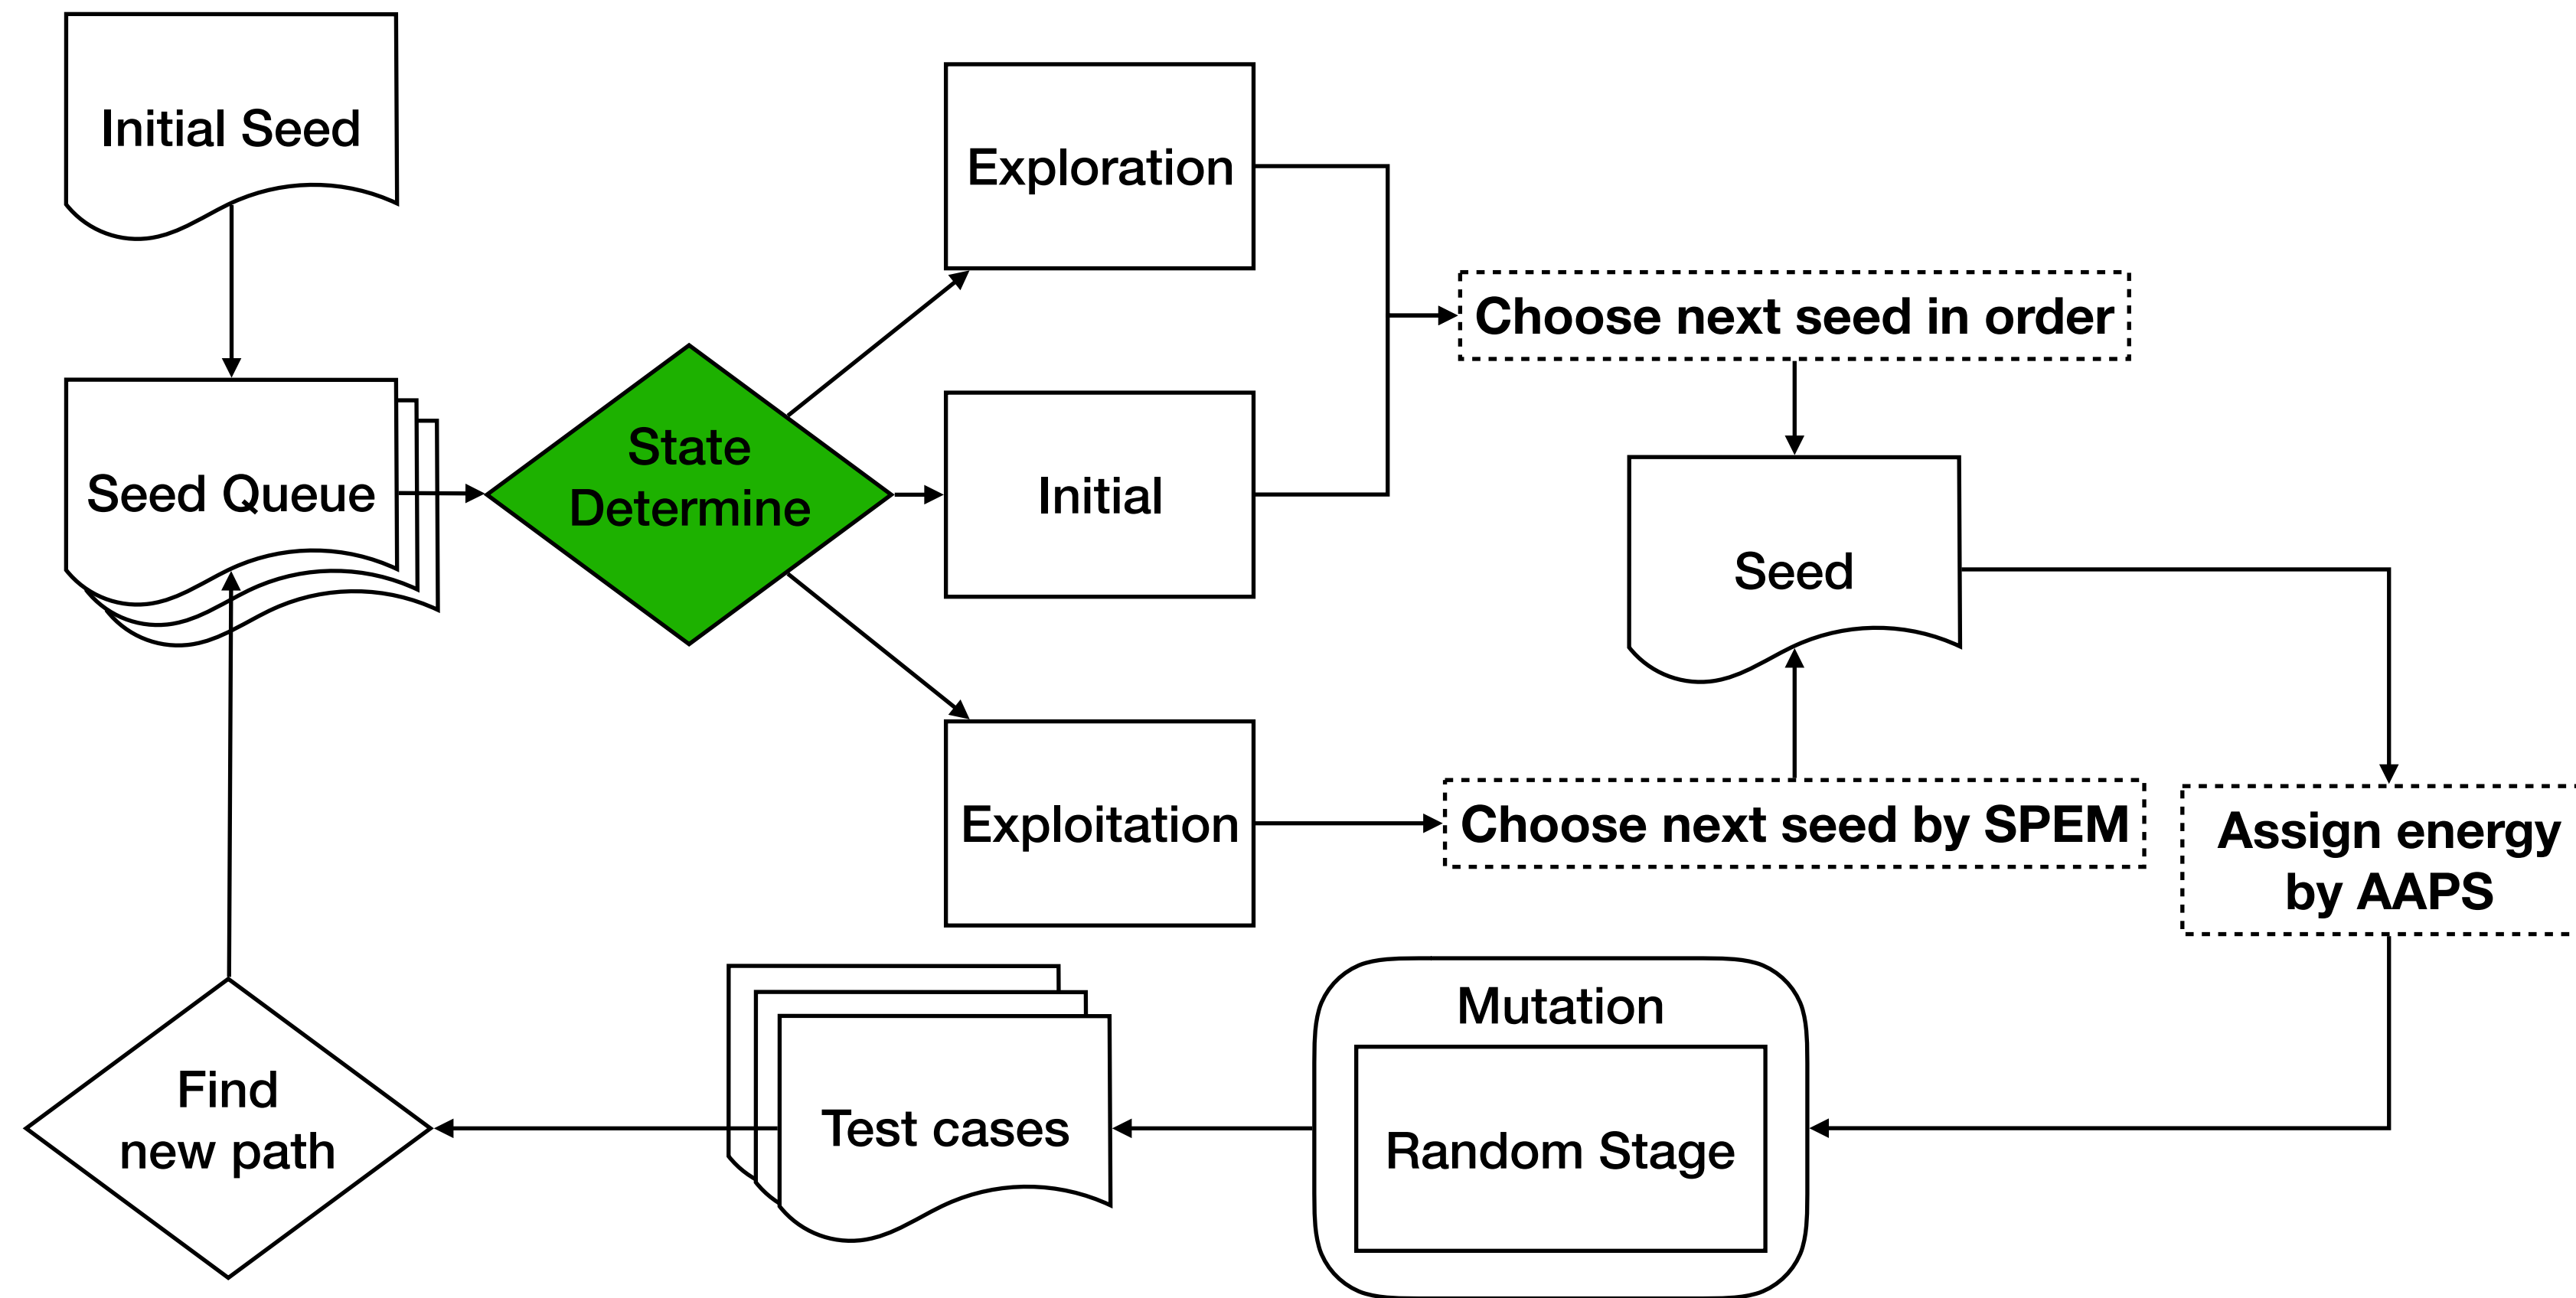 Initial Seed
Exploration
Choose next seed in order
State
Determine
Seed Queue
Initial
Seed
Exploitation
Choose next seed by SPEM
Assign energy
by AAPS
Mutation
Random Stage
Test cases
Find
new path